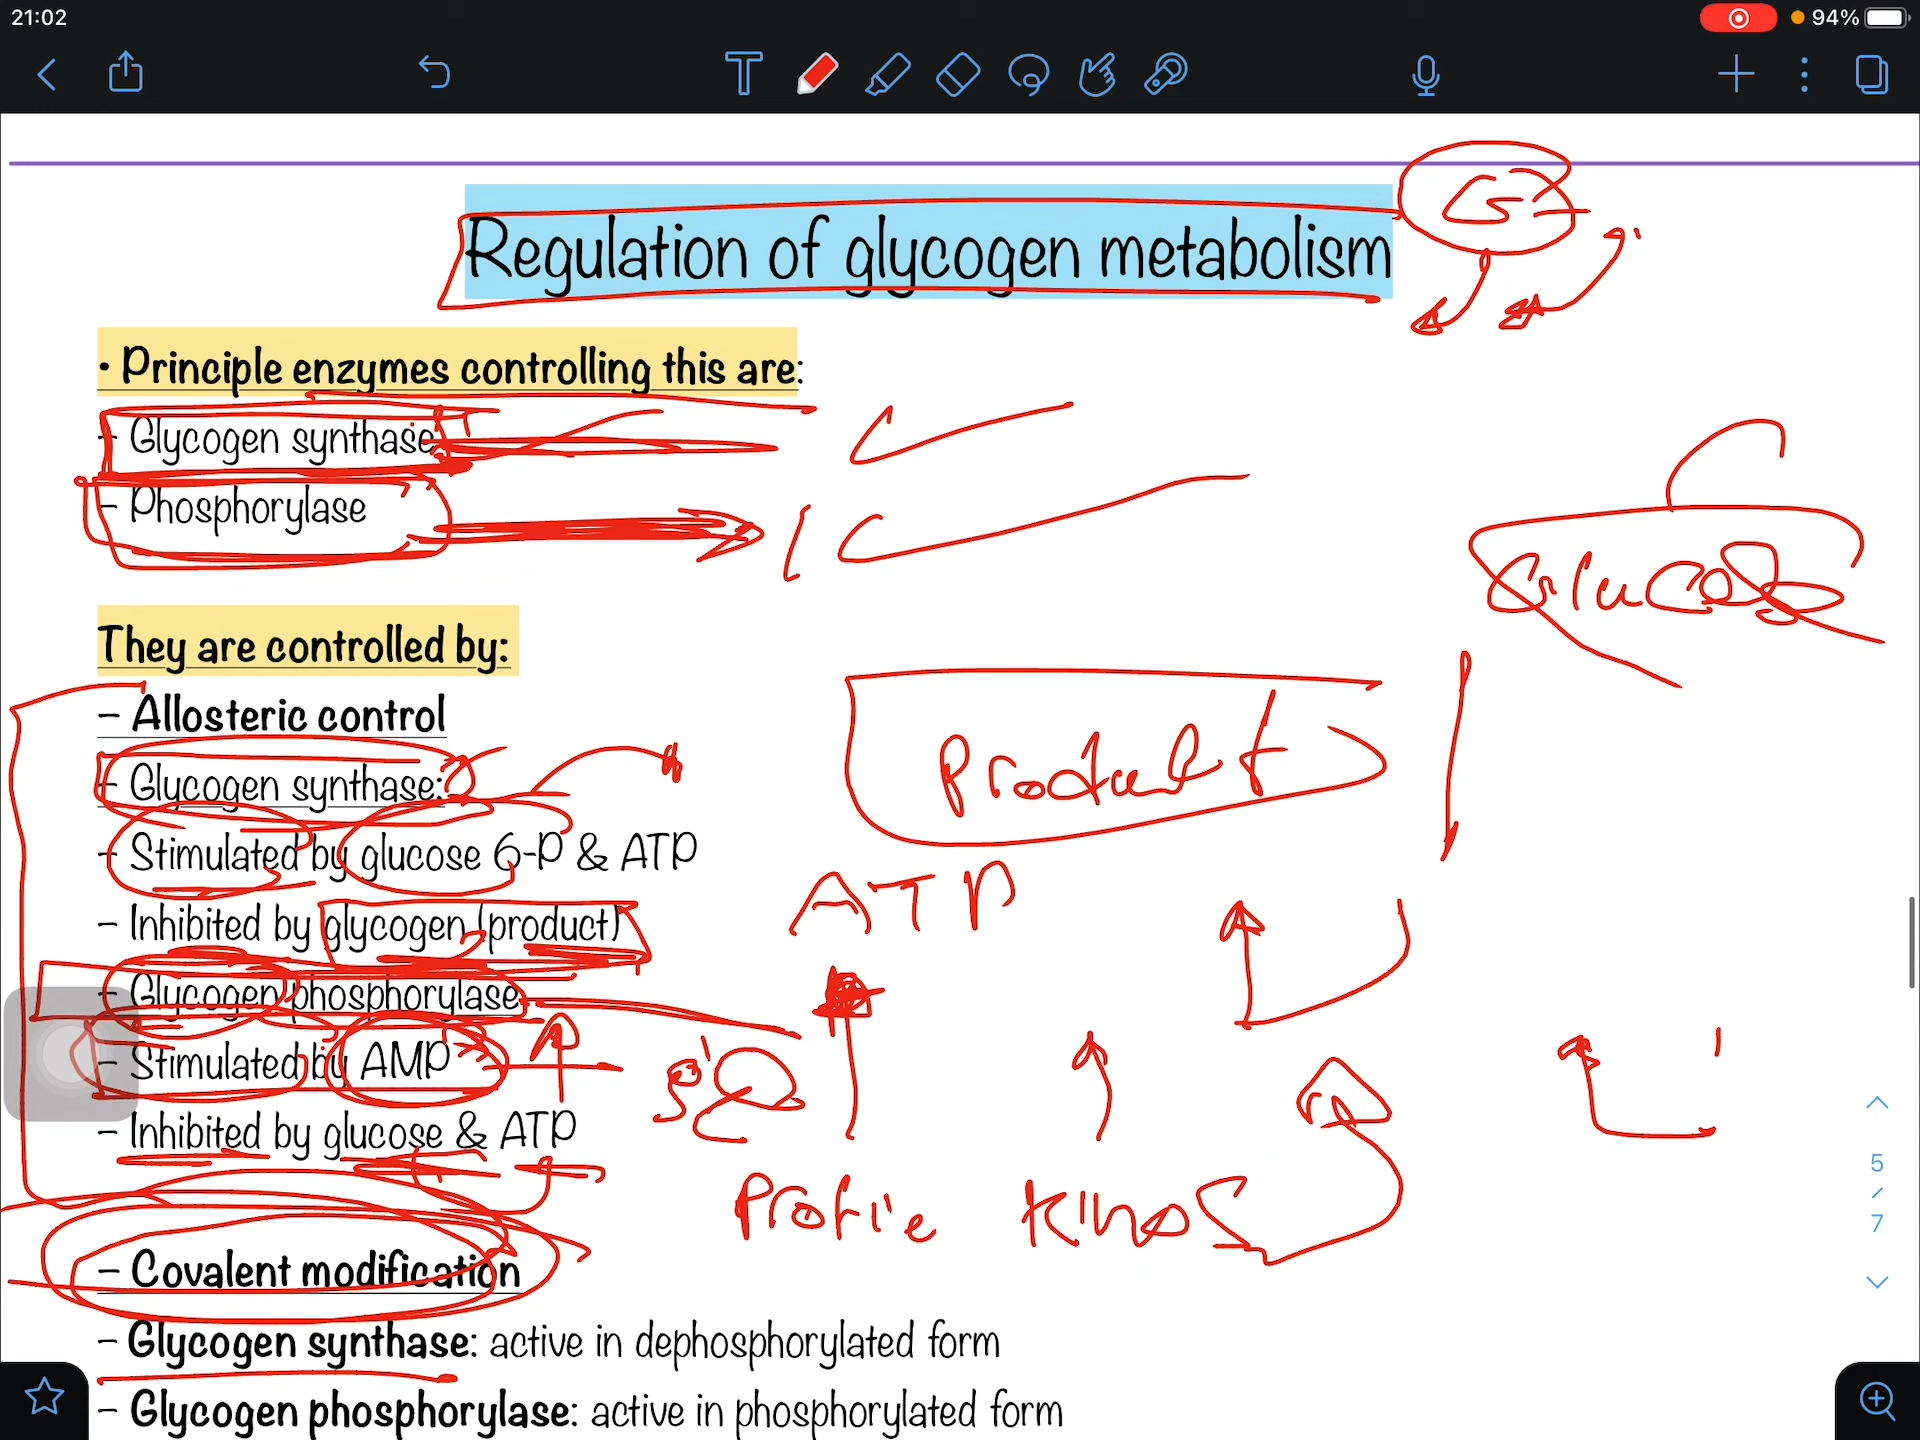 21:02
94%
Regulation of glycogen metabolism
• Principle enzymes controlling this are:
- Glycogen synthase
- Phosphorylase
Glucose
They are controlled by:
- Allosteric control
- Glycogen synthase:
Product
- Stimulated by glucose 6-P & ATP
ATP
- Inhibited by glycogen (product)
- Glycogen phosphorylase
- Stimulated by AMP
- Inhibited by glucose & ATP
5
/
7
- Covalent modification
- Glycogen synthase: active in dephosphorylated form
- Glycogen phosphorylase: active in phosphorylated form